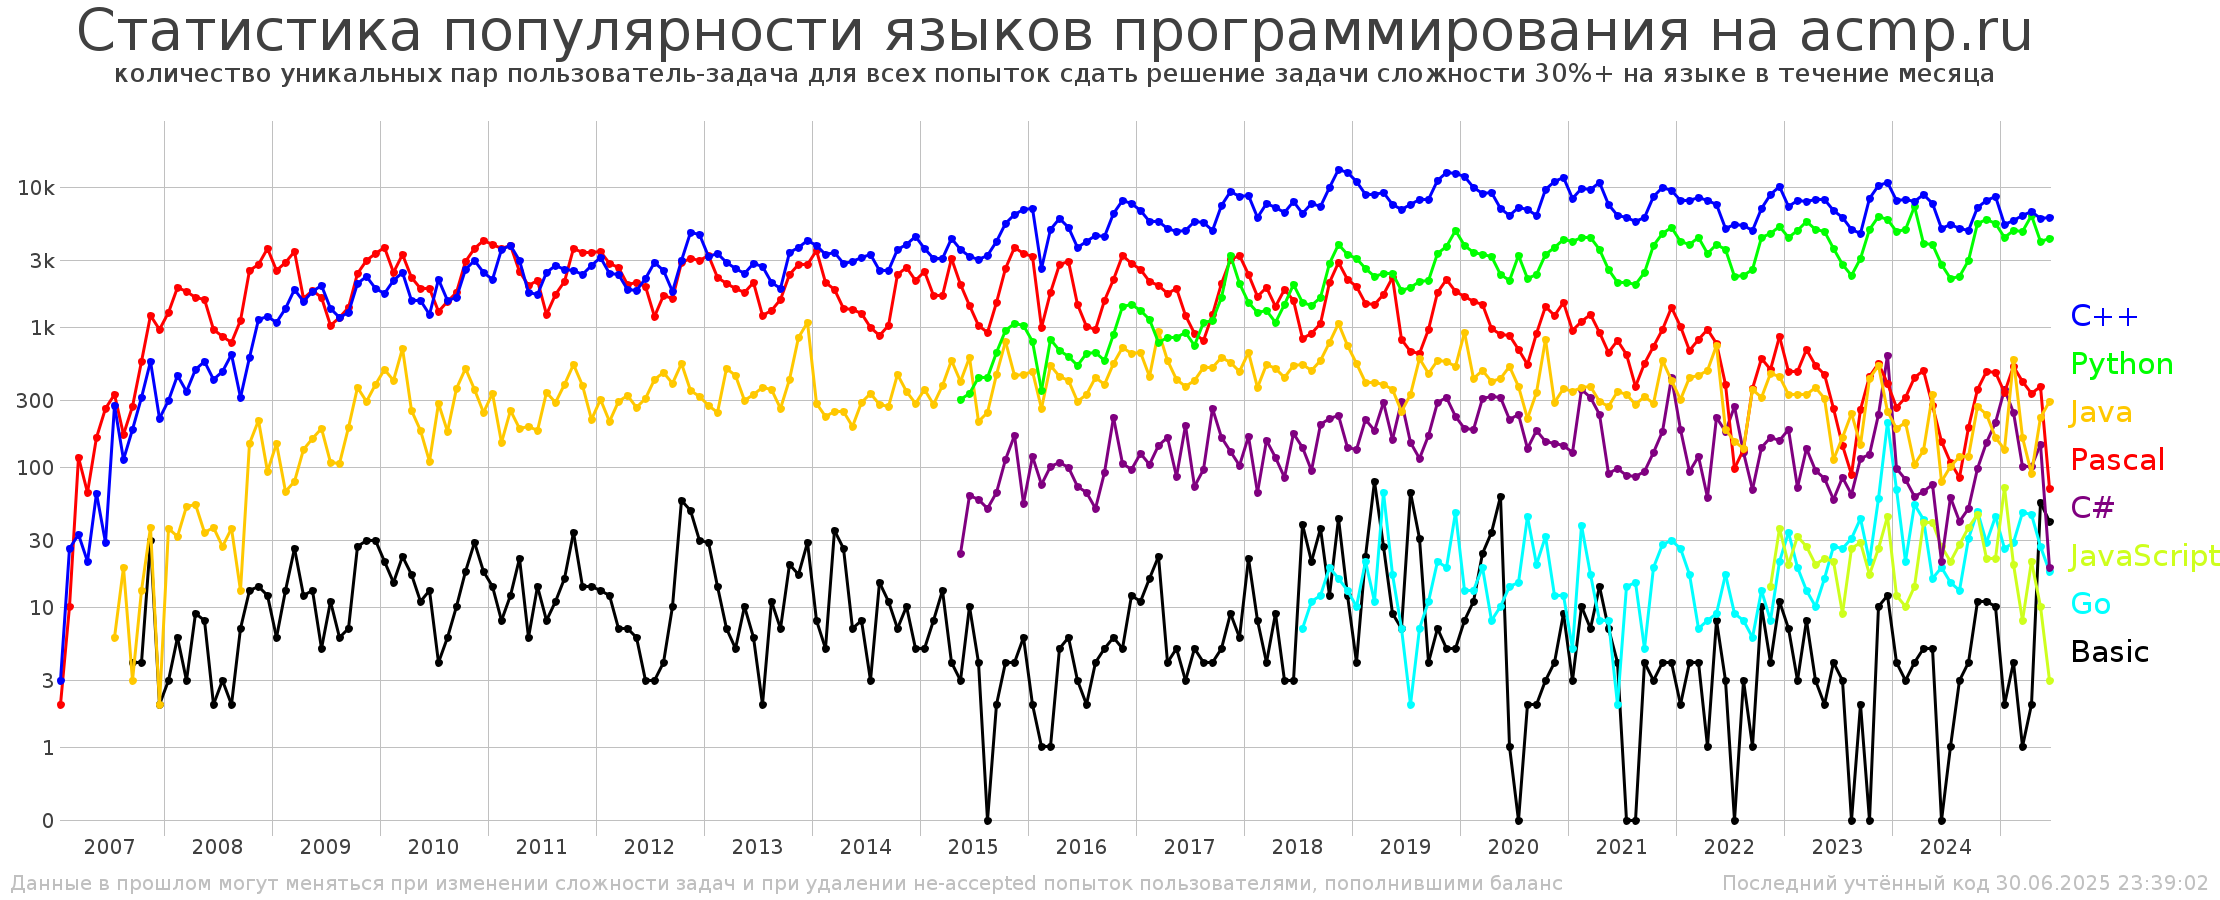 Статистика популярности языков программирования на acmp.ru
количество уникальных пар пользователь-задача для всех попыток сдать решение задачи сложности 30%+ на языке в течение месяца
10k
3k
1k
300
100
30
10
3
1
0
C++
Python
Java
Pascal
C#
JavaScript
Go
Basic
2007 2008 2009 2010 2011 2012 2013 2014 2015 2016 2017 2018 2019 2020 2021 2022 2023 2024
Данные в прошлом могут меняться при изменении сложности задач и при удалении не-accepted попыток пользователями, пополнившими баланс
Последний учтённый код 30.06.2025 23:39:02